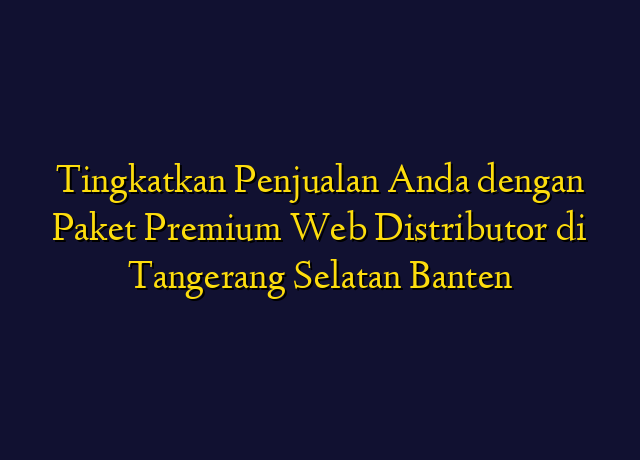 Tingkatkan Penjualan Anda dengan
Paket Premium Web Distributor di
Tangerang Selatan Banten